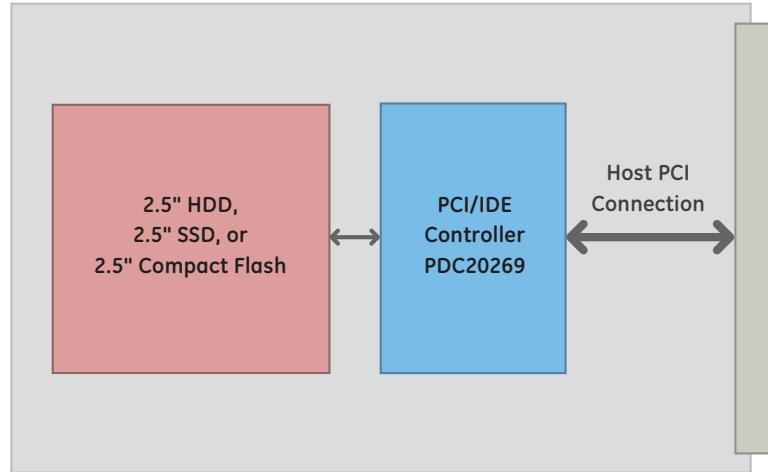 2.5" HDD,
2.5" SSD, or
2.5" Compact Flash
PCI/IDE
Controller
PDC20269
Host PCI
Connection